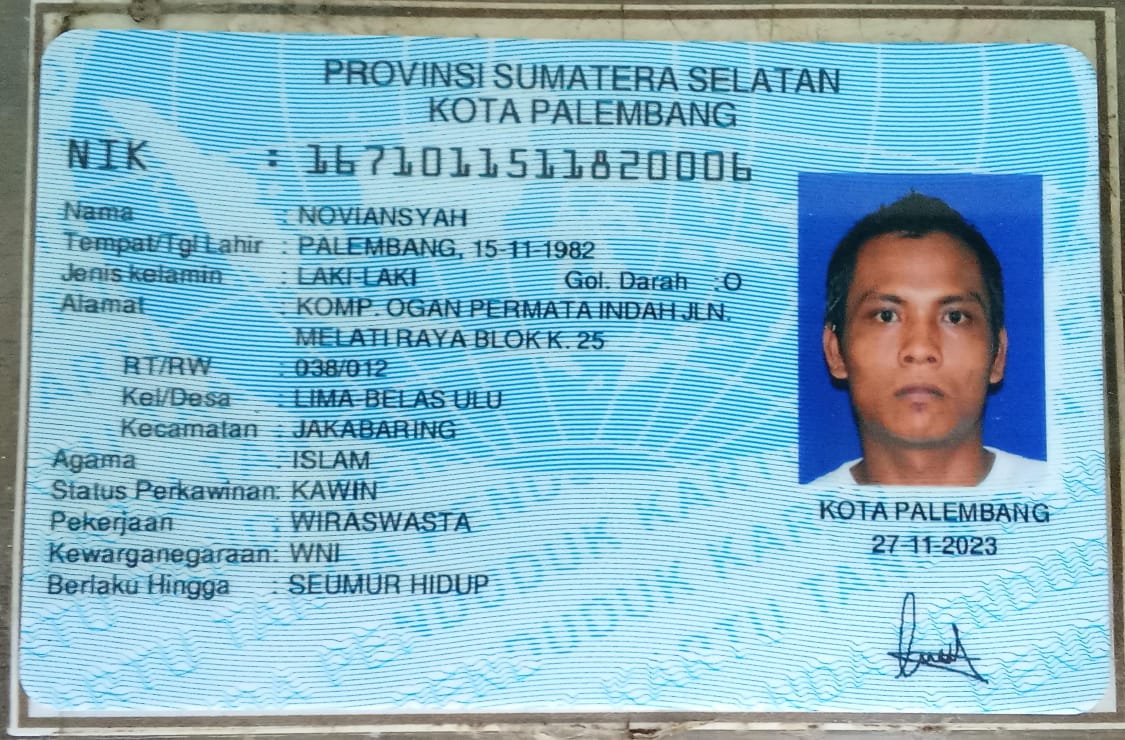 PROVINSI SUMATERA SELATAN
KOTA PALEMBANG
NIK : 1671011511820006
Nama : NOVIANSYAH
Tempat/Tgl Lahir : PALEMBANG, 15-11-1982
Jenis kelamin : LAKI-LAKI Gol. Darah :O
Alamat : KOMP. OGAN PERMATA INDAH JLN.
MELATI RAYA BLOK K. 25
RT/RW : 038/012
Kel/Desa : LIMA BELAS ULU
Kecamatan : JAKABARING
Agama : ISLAM
Status Perkawinan: KAWIN
Pekerjaan : WIRASWASTA
Kewarganegaraan: WNI
Berlaku Hingga : SEUMUR HIDUP
KOTA PALEMBANG
27-11-2023